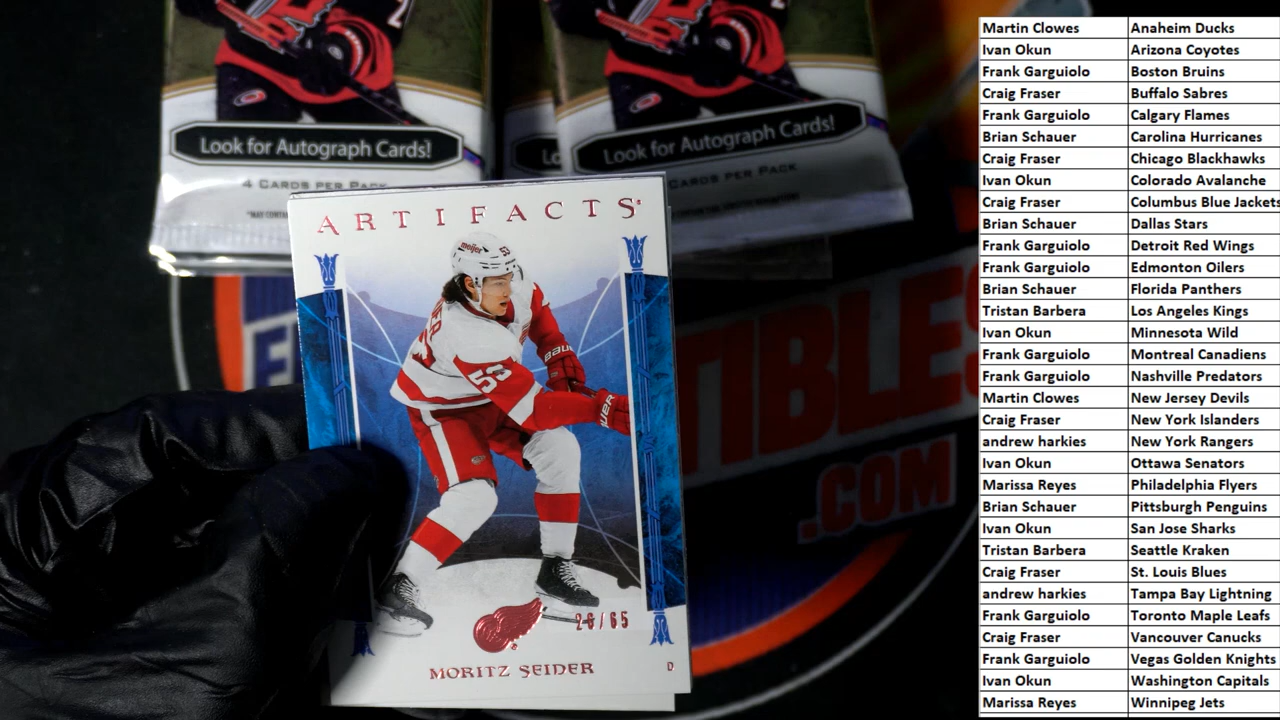 Look for Autograph Cards!
4 CARDS PER PACK
Look for Autograph Cards!
CARDS PER PACK
ARTIFACTS
meijer
53
53
BAUER
26/65
MORITZ SEIDER
D
TIBLES
.COM
Martin Clowes Anaheim Ducks
Ivan Okun Arizona Coyotes
Frank Garguiolo Boston Bruins
Craig Fraser Buffalo Sabres
Frank Garguiolo Calgary Flames
Brian Schauer Carolina Hurricanes
Craig Fraser Chicago Blackhawks
Ivan Okun Colorado Avalanche
Craig Fraser Columbus Blue Jackets
Brian Schauer Dallas Stars
Frank Garguiolo Detroit Red Wings
Frank Garguiolo Edmonton Oilers
Brian Schauer Florida Panthers
Tristan Barbera Los Angeles Kings
Ivan Okun Minnesota Wild
Frank Garguiolo Montreal Canadiens
Frank Garguiolo Nashville Predators
Martin Clowes New Jersey Devils
Craig Fraser New York Islanders
andrew harkies New York Rangers
Ivan Okun Ottawa Senators
Marissa Reyes Philadelphia Flyers
Brian Schauer Pittsburgh Penguins
Ivan Okun San Jose Sharks
Tristan Barbera Seattle Kraken
Craig Fraser St. Louis Blues
andrew harkies Tampa Bay Lightning
Frank Garguiolo Toronto Maple Leafs
Craig Fraser Vancouver Canucks
Frank Garguiolo Vegas Golden Knights
Ivan Okun Washington Capitals
Marissa Reyes Winnipeg Jets